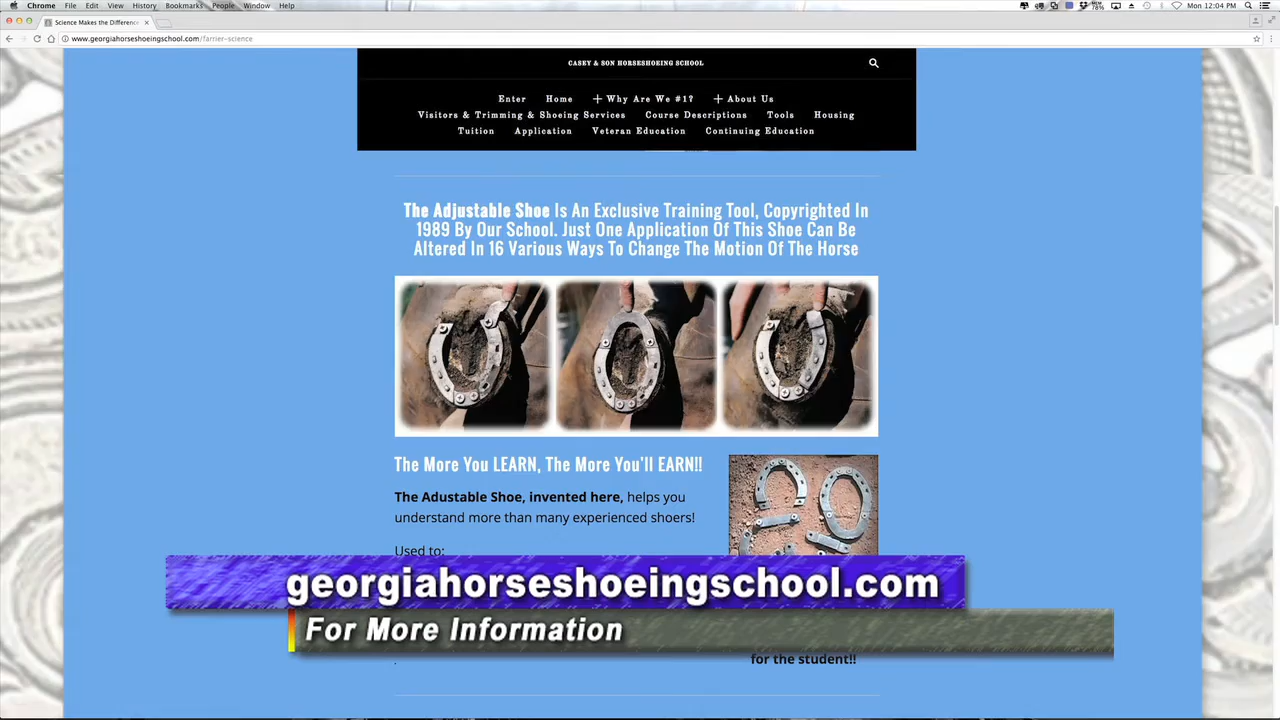 Chrome File Edit View History Bookmarks People Window Help
78% Mon 12:04 PM
Science Makes the Difference
www.georgiahorseshoeingschool.com/farrier-science
CASEY & SON HORSESHOEING SCHOOL
Enter Home + Why Are We #1? + About Us
Visitors & Trimming & Shoeing Services Course Descriptions Tools Housing
Tuition Application Veteran Education Continuing Education
The Adjustable Shoe Is An Exclusive Training Tool, Copyrighted In
1989 By Our School. Just One Application Of This Shoe Can Be
Altered In 16 Various Ways To Change The Motion Of The Horse
The More You LEARN, The More You'll EARN!!
The Adustable Shoe, invented here, helps you
understand more than many experienced shoers!
Used to:
georgiahorseshoeingschool.com
For More Information
for the student!!